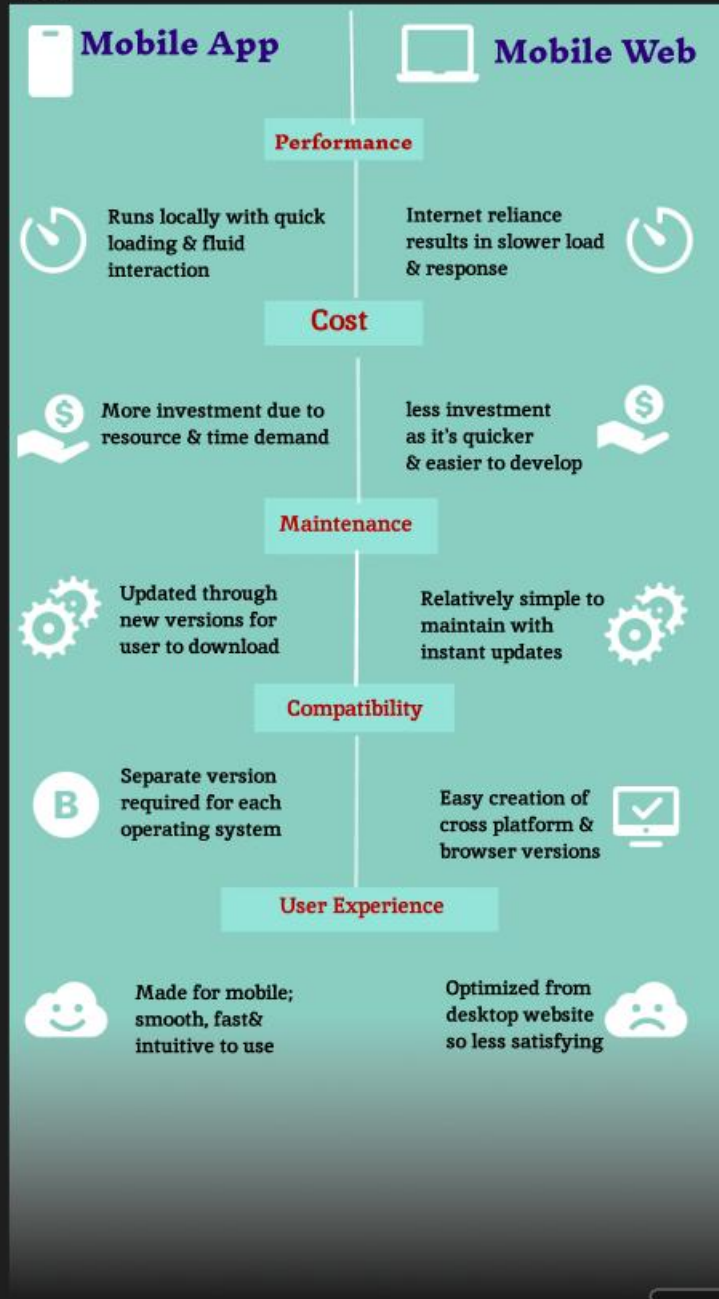 Mobile App
Mobile Web
Performance
Runs locally with quick
loading & fluid
interaction
Internet reliance
results in slower load
& response
Cost
$
More investment due to
resource & time demand
less investment
as it's quicker
& easier to develop
$
Maintenance
Updated through
new versions for
user to download
Relatively simple to
maintain with
instant updates
Compatibility
B
Separate version
required for each
operating system
Easy creation of
cross platform &
browser versions
User Experience
Made for mobile;
smooth, fast&
intuitive to use
Optimized from
desktop website
so less satisfying